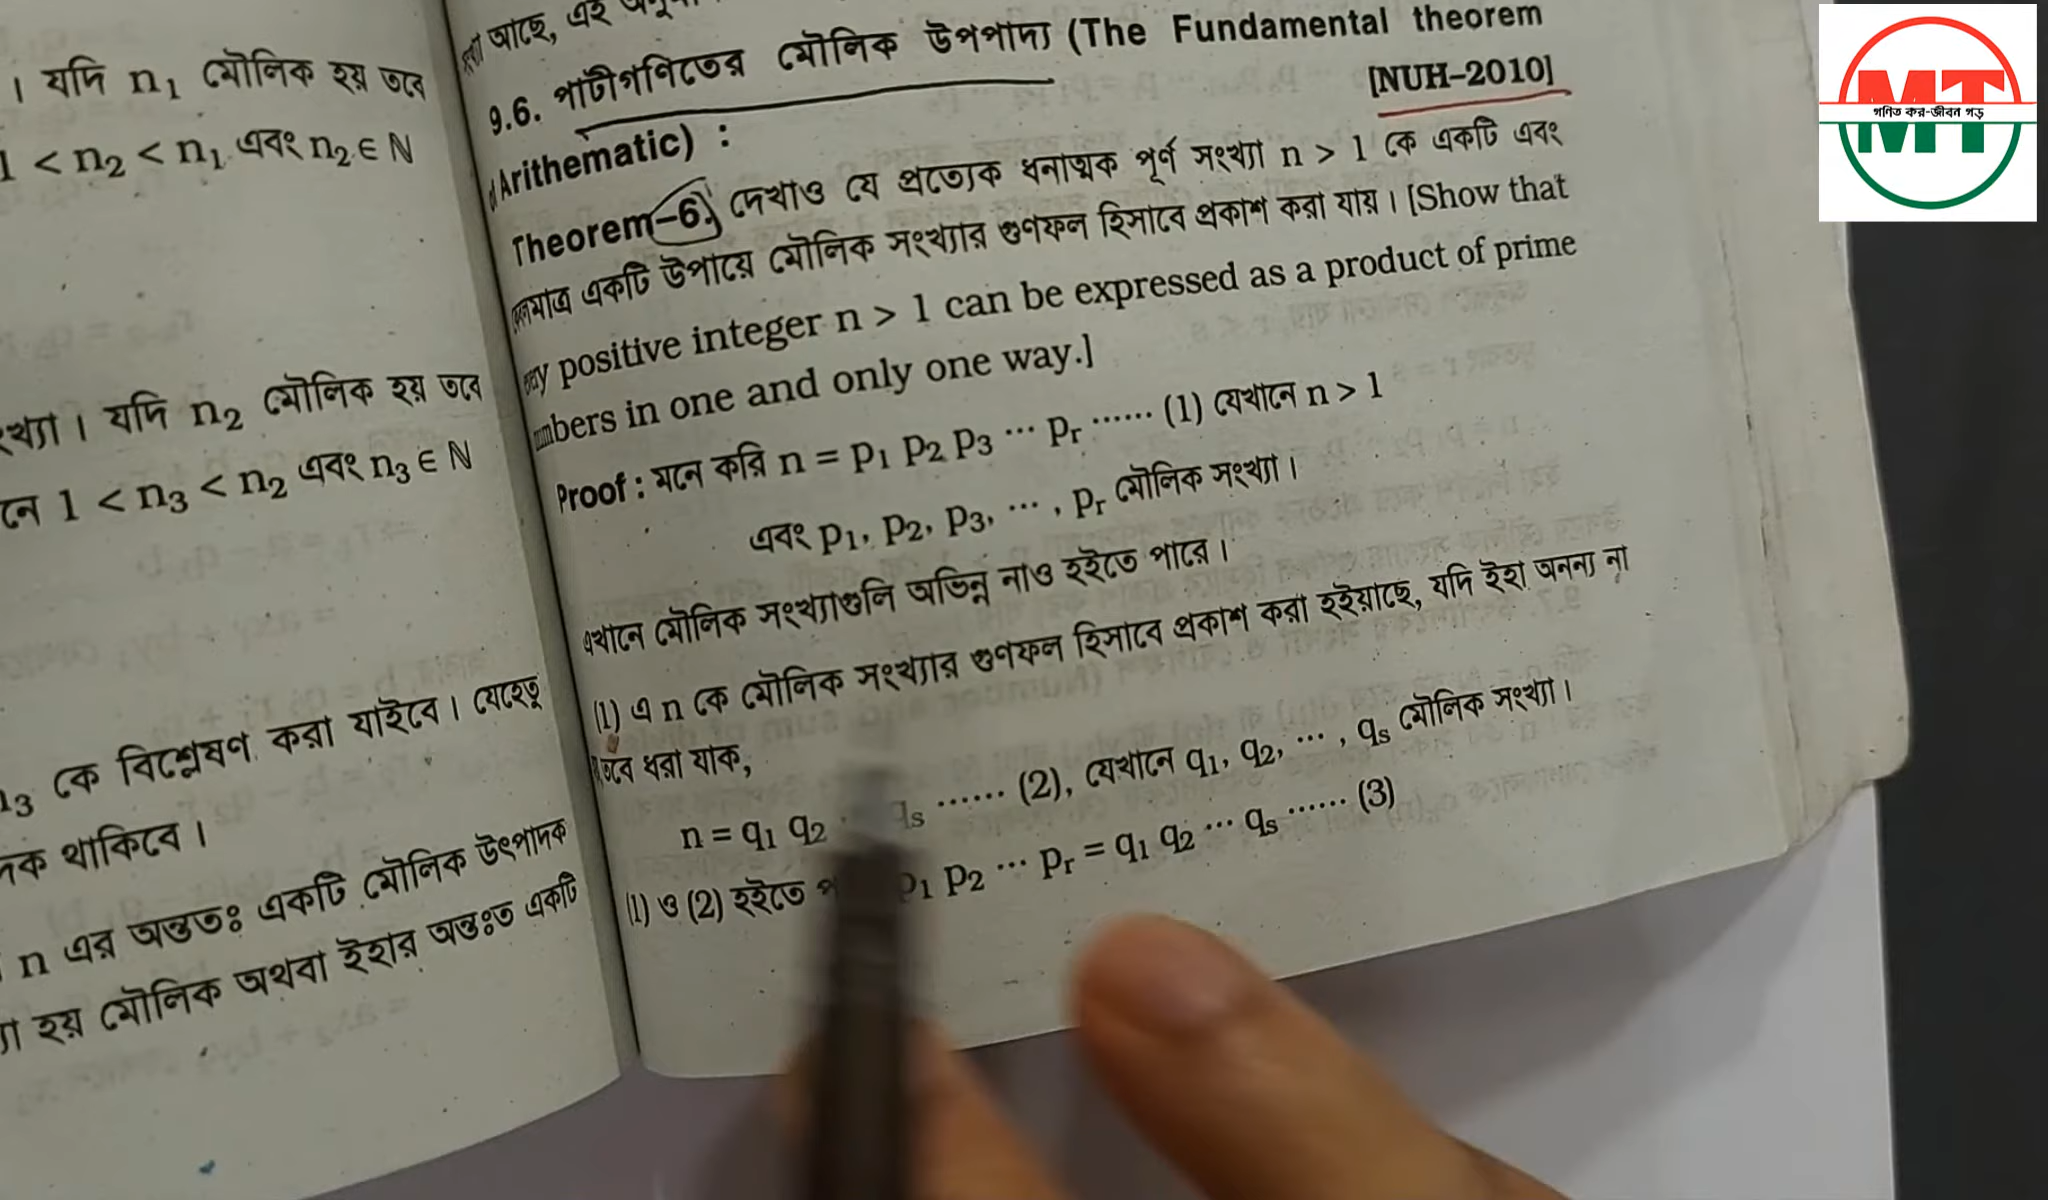 । যদি n₁ মৌলিক হয় তবে
1 < n₂ < n₁ এবং n₂ ∈ ℕ
যদি n₂ মৌলিক হয় তবে
1 < n₃ < n₂ এবং n₃ ∈ ℕ
কে বিশ্লেষণ করা যাইবে। যেহেতু
থাকিবে।
n এর অন্ততঃ একটি মৌলিক উৎপাদক
হয় মৌলিক অথবা ইহার অন্তঃত একটি
আছে, এই
9.6. পাটীগণিতের মৌলিক উপপাদ্য (The Fundamental theorem
[NUH–2010]
Arithematic) :
Theorem–6. দেখাও যে প্রত্যেক ধনাত্মক পূর্ণ সংখ্যা n > 1 কে একটি এবং
একটি উপায়ে মৌলিক সংখ্যার গুণফল হিসাবে প্রকাশ করা যায়। [Show that
positive integer n > 1 can be expressed as a product of prime
in one and only one way.]
Proof : মনে করি n = p₁ p₂ p₃ ⋯ pᵣ ⋯⋯ (1) যেখানে n > 1
এবং p₁, p₂, p₃, ⋯ , pᵣ মৌলিক সংখ্যা।
এখানে মৌলিক সংখ্যাগুলি অভিন্ন নাও হইতে পারে।
(1) এ n কে মৌলিক সংখ্যার গুণফল হিসাবে প্রকাশ করা হইয়াছে, যদি ইহা অনন্য না
তবে ধরা যাক,
n = q₁ q₂ qₛ ⋯⋯ (2), যেখানে q₁, q₂, ⋯ , qₛ মৌলিক সংখ্যা।
(1) ও (2) হইতে p₁ p₂ ⋯ pᵣ = q₁ q₂ ⋯ qₛ ⋯⋯ (3)
MT
গণিত কর-জীবন গড়